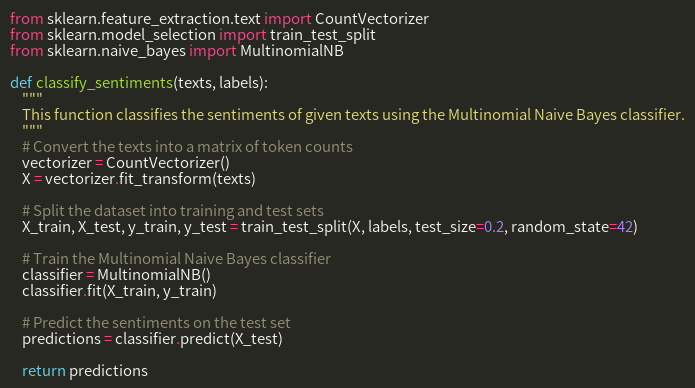 from sklearn.feature_extraction.text import CountVectorizer
from sklearn.model_selection import train_test_split
from sklearn.naive_bayes import MultinomialNB

def classify_sentiments(texts, labels):
    """
    This function classifies the sentiments of given texts using the Multinomial Naive Bayes classifier.
    """
    # Convert the texts into a matrix of token counts
    vectorizer = CountVectorizer()
    X = vectorizer.fit_transform(texts)

    # Split the dataset into training and test sets
    X_train, X_test, y_train, y_test = train_test_split(X, labels, test_size=0.2, random_state=42)

    # Train the Multinomial Naive Bayes classifier
    classifier = MultinomialNB()
    classifier.fit(X_train, y_train)

    # Predict the sentiments on the test set
    predictions = classifier.predict(X_test)

    return predictions